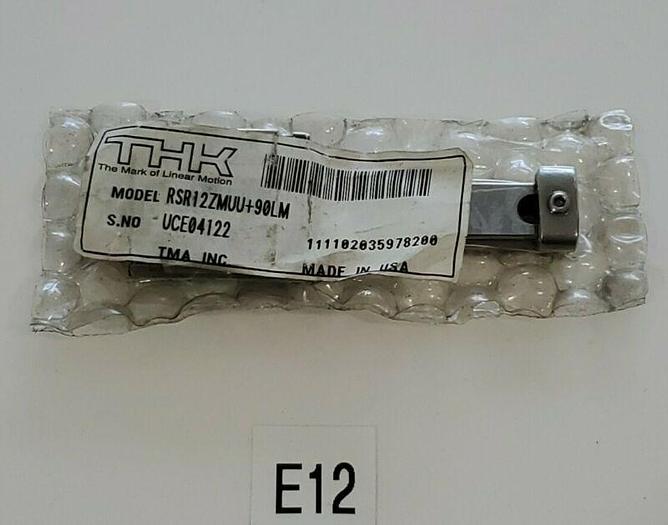 THK
The Mark of Linear Motion
MODEL RSR12ZMUU+90LM
S.NO UCE04122
111102035978200
TMA INC
MADE IN USA
E12